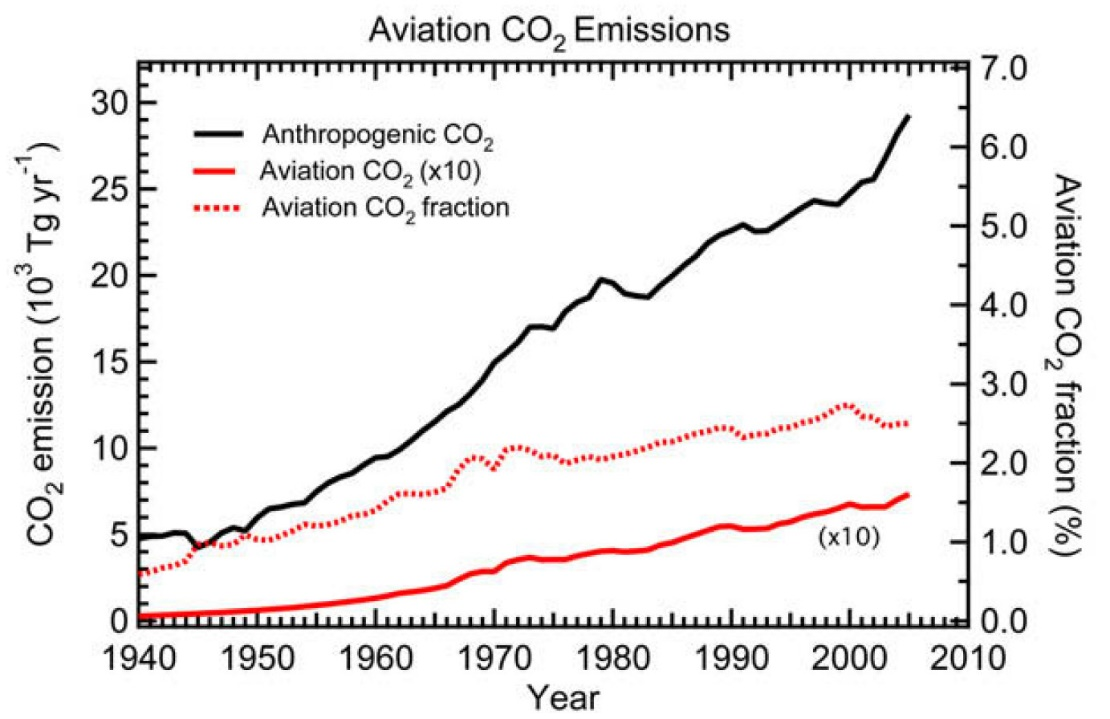 Aviation CO₂ Emissions
CO₂ emission (10³ Tg yr⁻¹)
30
25
20
15
10
5
0
Anthropogenic CO₂
Aviation CO₂ (x10)
Aviation CO₂ fraction
(x10)
7.0
6.0
5.0
4.0
3.0
2.0
1.0
0.0
Aviation CO₂ fraction (%)
1940 1950 1960 1970 1980 1990 2000 2010
Year